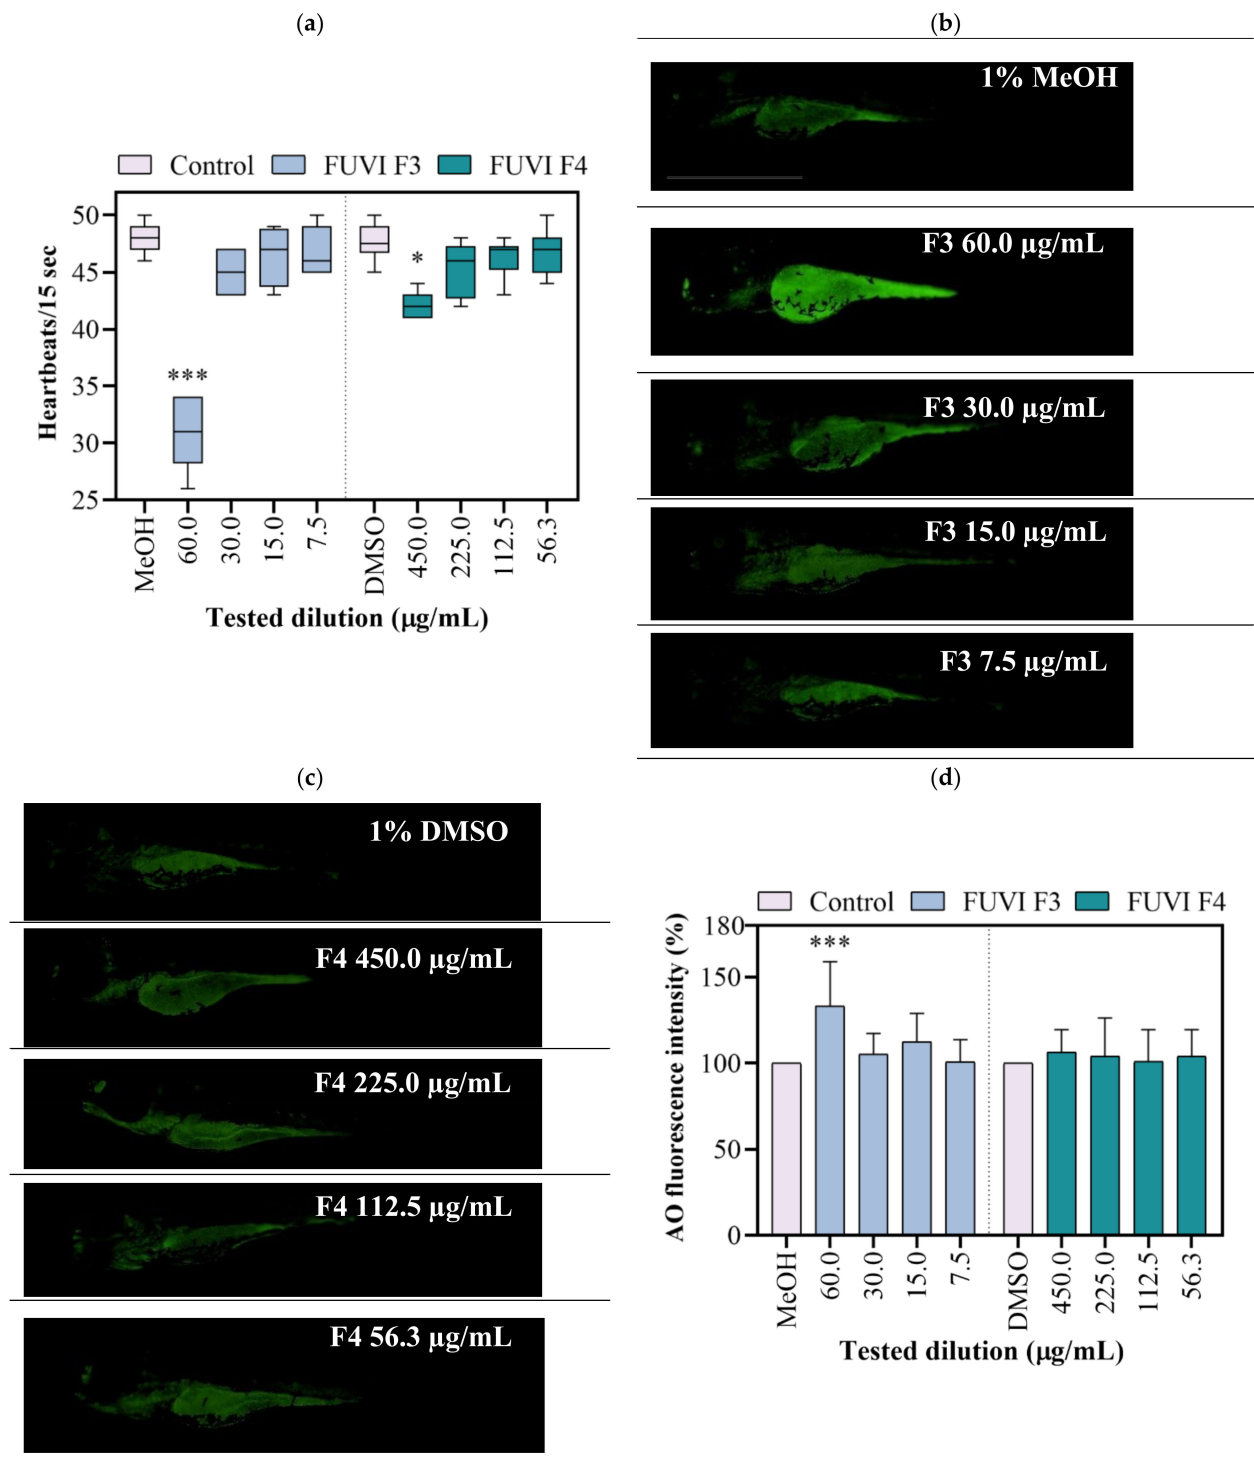 (a)
Control FUVI F3 FUVI F4
***
*
Heartbeats/15 sec
50
45
40
35
30
25
MeOH 60.0 30.0 15.0 7.5 DMSO 450.0 225.0 112.5 56.3
Tested dilution (μg/mL)
(b)
1% MeOH
F3 60.0 μg/mL
F3 30.0 μg/mL
F3 15.0 μg/mL
F3 7.5 μg/mL
(c)
1% DMSO
F4 450.0 μg/mL
F4 225.0 μg/mL
F4 112.5 μg/mL
F4 56.3 μg/mL
(d)
Control FUVI F3 FUVI F4
***
AO fluorescence intensity (%)
180
150
100
50
0
MeOH 60.0 30.0 15.0 7.5 DMSO 450.0 225.0 112.5 56.3
Tested dilution (μg/mL)